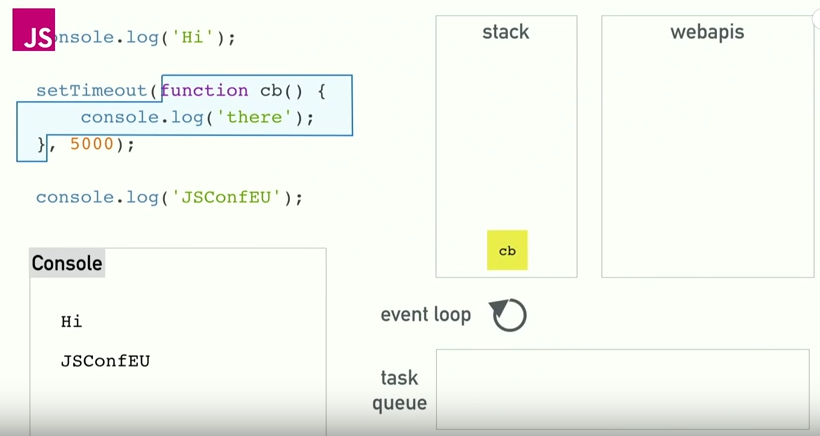 JS
onsole.log('Hi');
setTimeout(function cb() {
console.log('there');
}, 5000);
console.log('JSConfEU');
Console
Hi
JSConfEU
stack
webapis
cb
event loop
task
queue